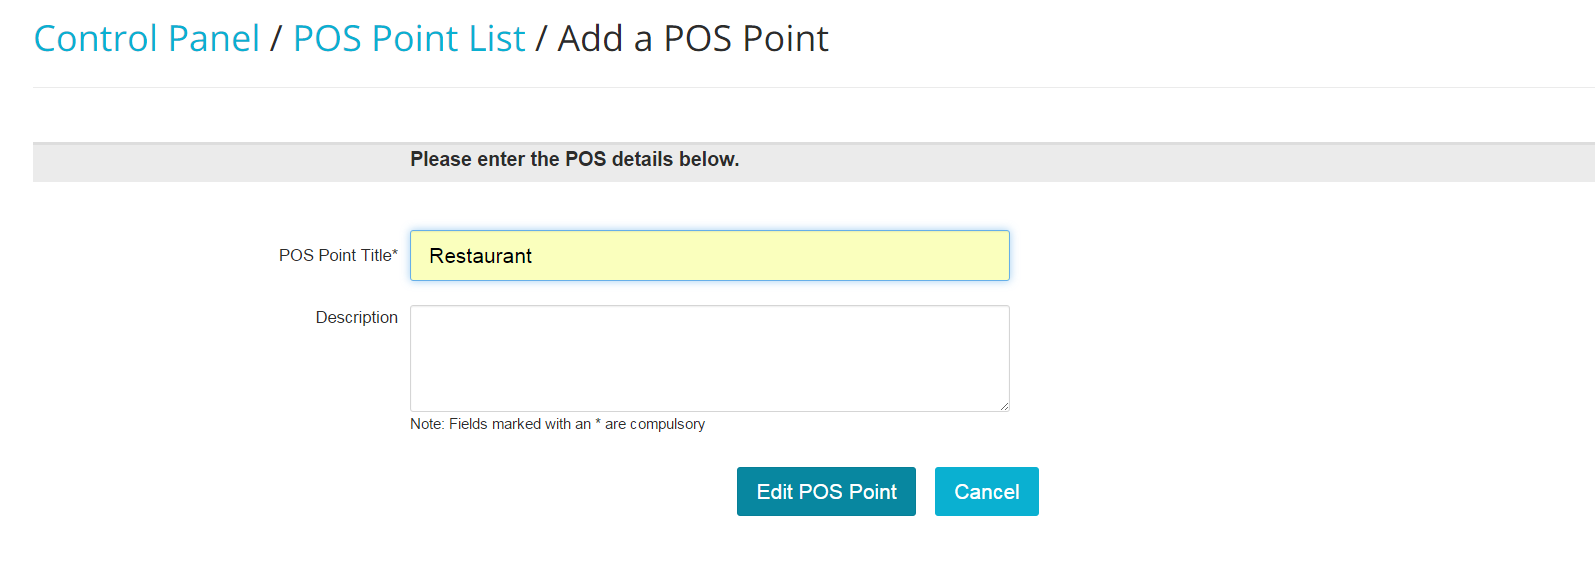 Control Panel / POS Point List / Add a POS Point
Please enter the POS details below.
POS Point Title* Restaurant
Description
Note: Fields marked with an * are compulsory
Edit POS Point Cancel